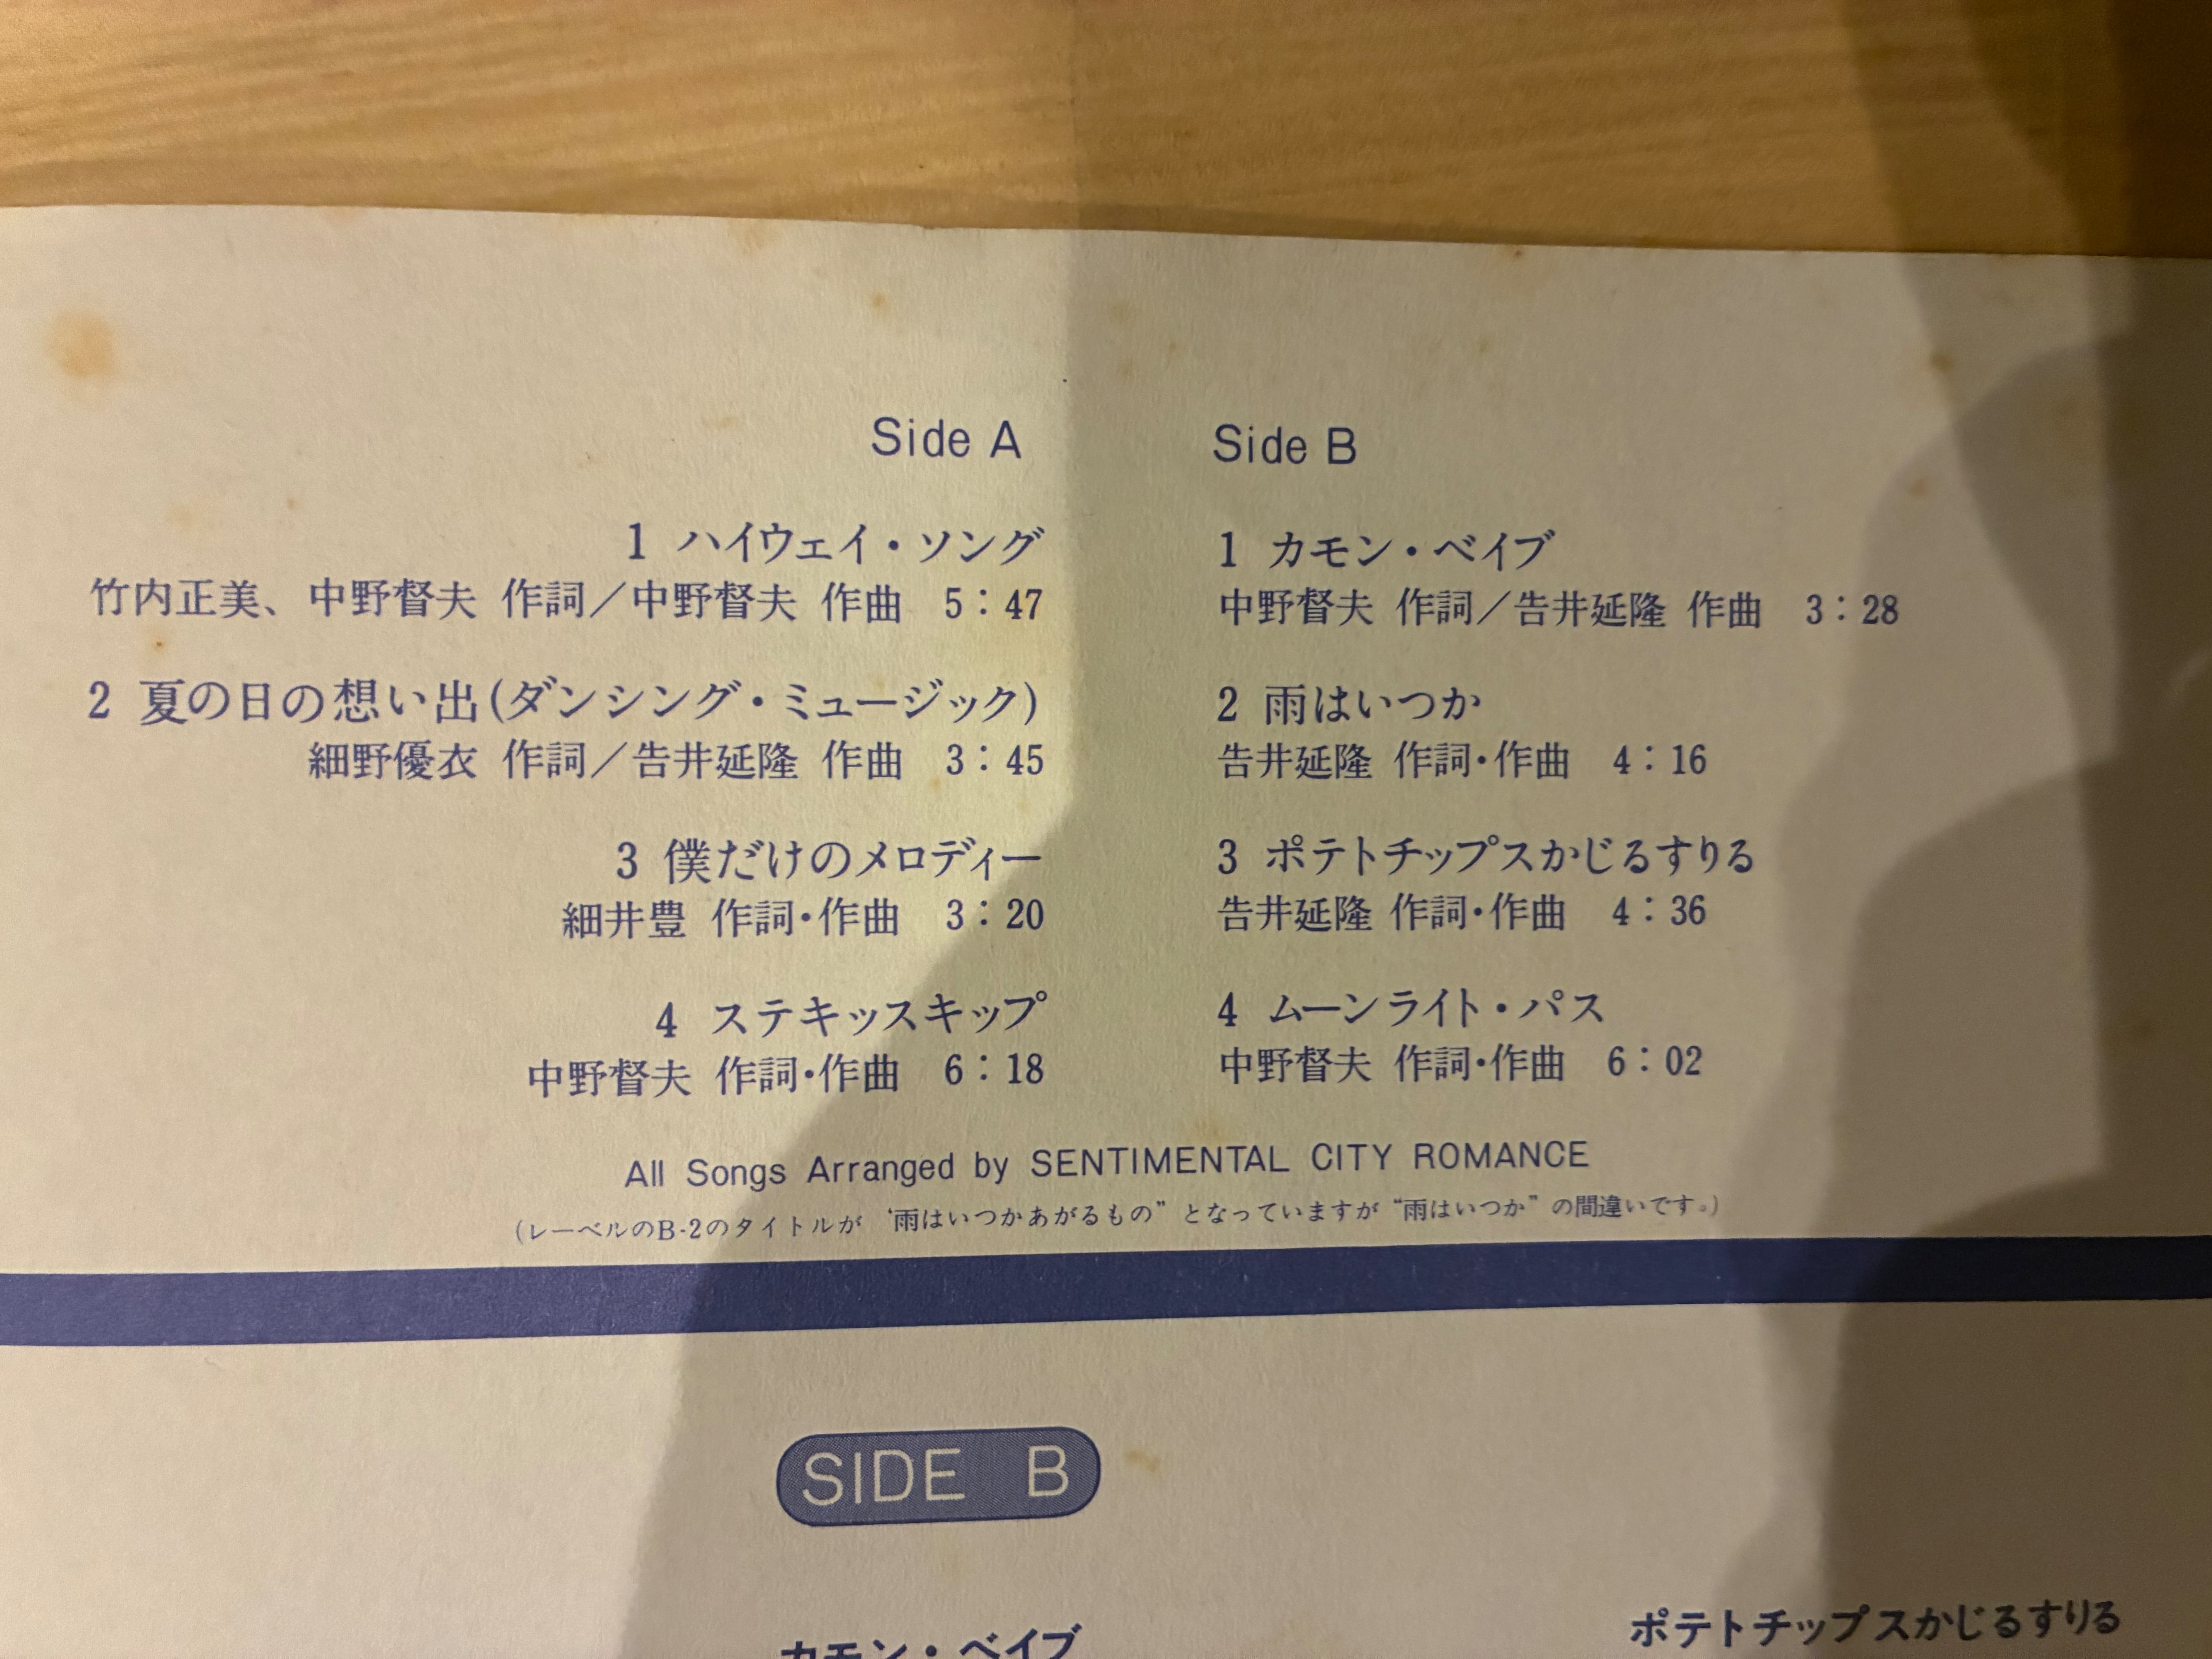 Side A
1 ハイウェイ・ソング
竹内正美、中野督夫 作詞／中野督夫 作曲 5：47
2 夏の日の想い出(ダンシング・ミュージック)
細野優衣 作詞／告井延隆 作曲 3：45
3 僕だけのメロディー
細井豊 作詞・作曲 3：20
4 ステキッスキップ
中野督夫 作詞・作曲 6：18
Side B
1 カモン・ベイブ
中野督夫 作詞／告井延隆 作曲 3：28
2 雨はいつか
告井延隆 作詞・作曲 4：16
3 ポテトチップスかじるすりる
告井延隆 作詞・作曲 4：36
4 ムーンライト・パス
中野督夫 作詞・作曲 6：02
All Songs Arranged by SENTIMENTAL CITY ROMANCE
(レーベルのB-2のタイトルが “雨はいつかあがるもの” となっていますが “雨はいつか” の間違いです。)
SIDE B
カモン・ベイブ
ポテトチップスかじるすりる